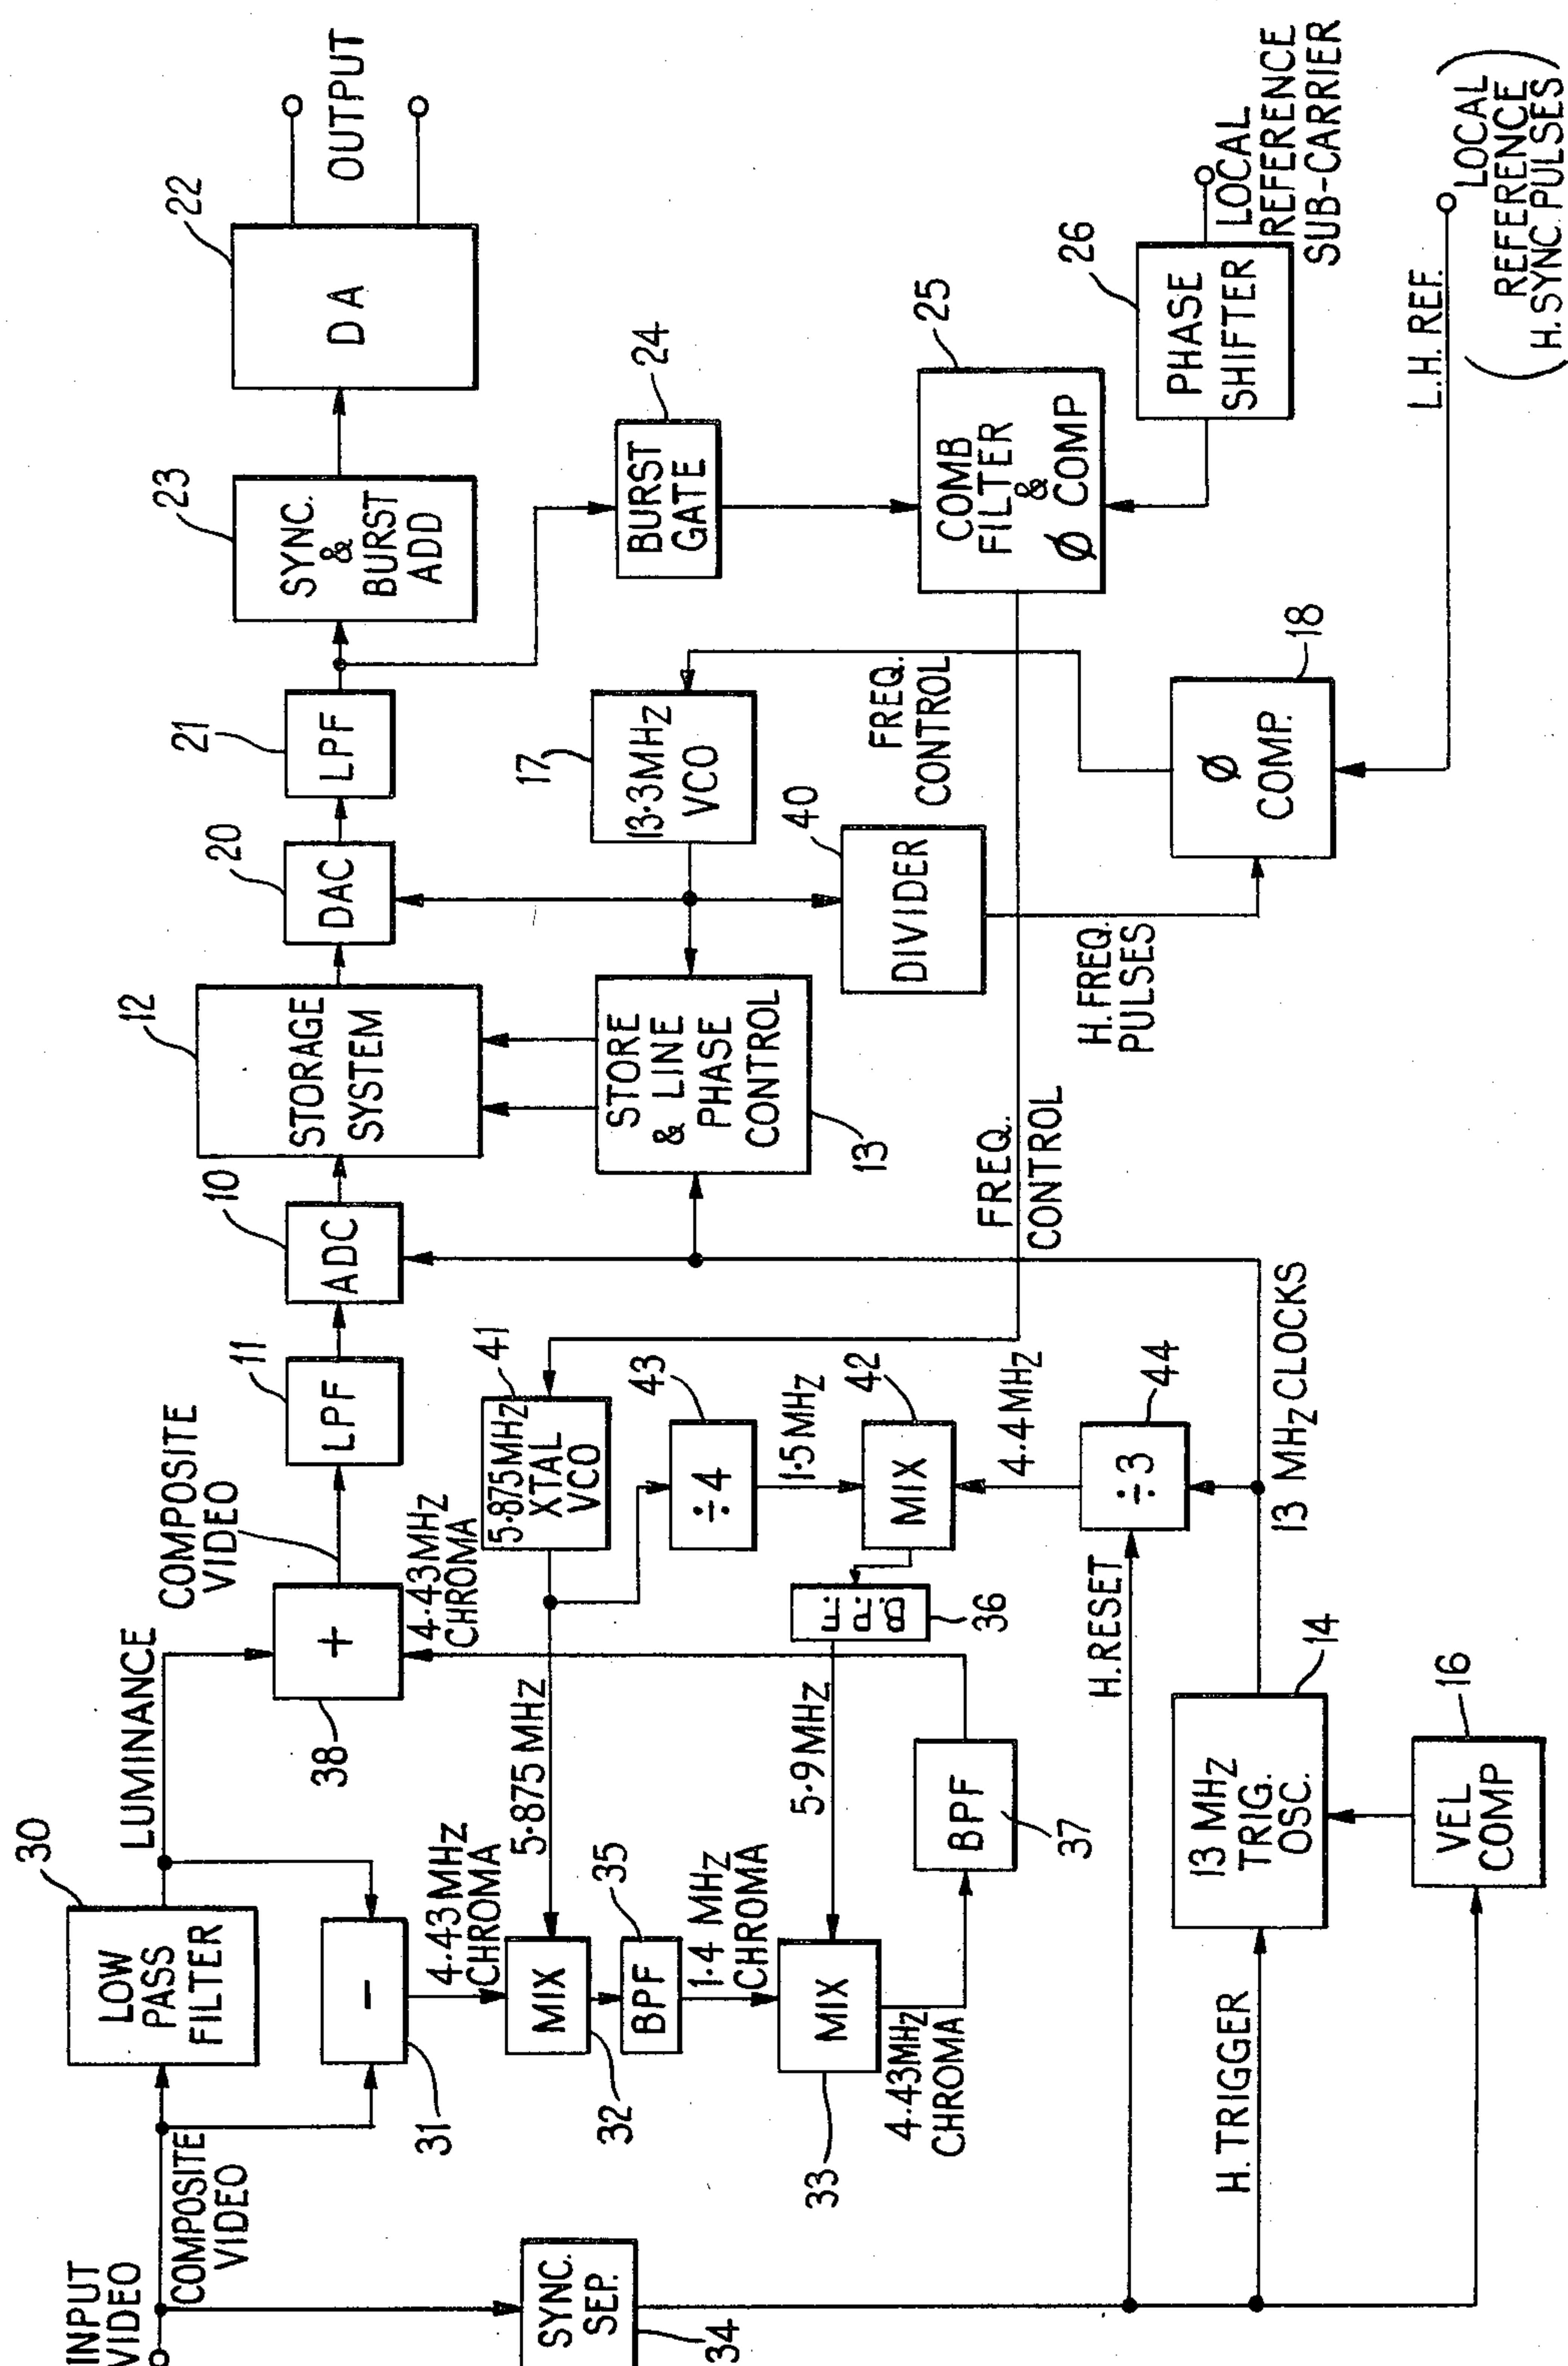 INPUT
VIDEO
COMPOSITE
VIDEO
30
LOW
PASS
FILTER
LUMINANCE
31
-
38
+
COMPOSITE
VIDEO
11
LPF
10
ADC
12
STORAGE
SYSTEM
20
DAC
21
LPF
23
SYNC.
&
BURST
ADD
22
DA
OUTPUT
34
SYNC.
SEP.
4.43MHz
CHROMA
32
MIX
35
BPF
1.4 MHz
CHROMA
33
MIX
4.43MHz
CHROMA
5.875 MHz
5.9MHz
BPF
37
4.43MHz
CHROMA
41
5.875MHz
XTAL
VCO
43
÷4
1.5MHz
42
MIX
B.P.F.
36
4.4MHz
44
÷3
H.RESET
H. TRIGGER
14
13 MHz
TRIG.
OSC.
16
VEL
COMP
13 MHz CLOCKS
STORE
& LINE
PHASE
CONTROL
13
17
13.3MHz
VCO
40
DIVIDER
FREQ.
CONTROL
FREQ.
CONTROL
H.FREQ.
PULSES
18
Ø
COMP.
24
BURST
GATE
25
COMB
FILTER
&
Ø COMP
26
PHASE
SHIFTER
LOCAL
REFERENCE
SUB-CARRIER
L.H. REF.
LOCAL
REFERENCE
(H.SYNC.PULSES)